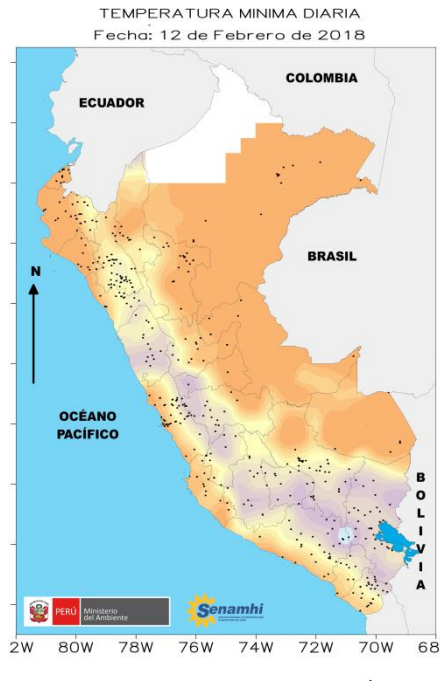 TEMPERATURA MINIMA DIARIA
Fecha: 12 de Febrero de 2018
COLOMBIA
ECUADOR
BRASIL
N
OCÉANO
PACÍFICO
BOLIVIA
PERÚ
Ministerio
del Ambiente
Senamhi
2W 80W 78W 76W 74W 72W 70W 68